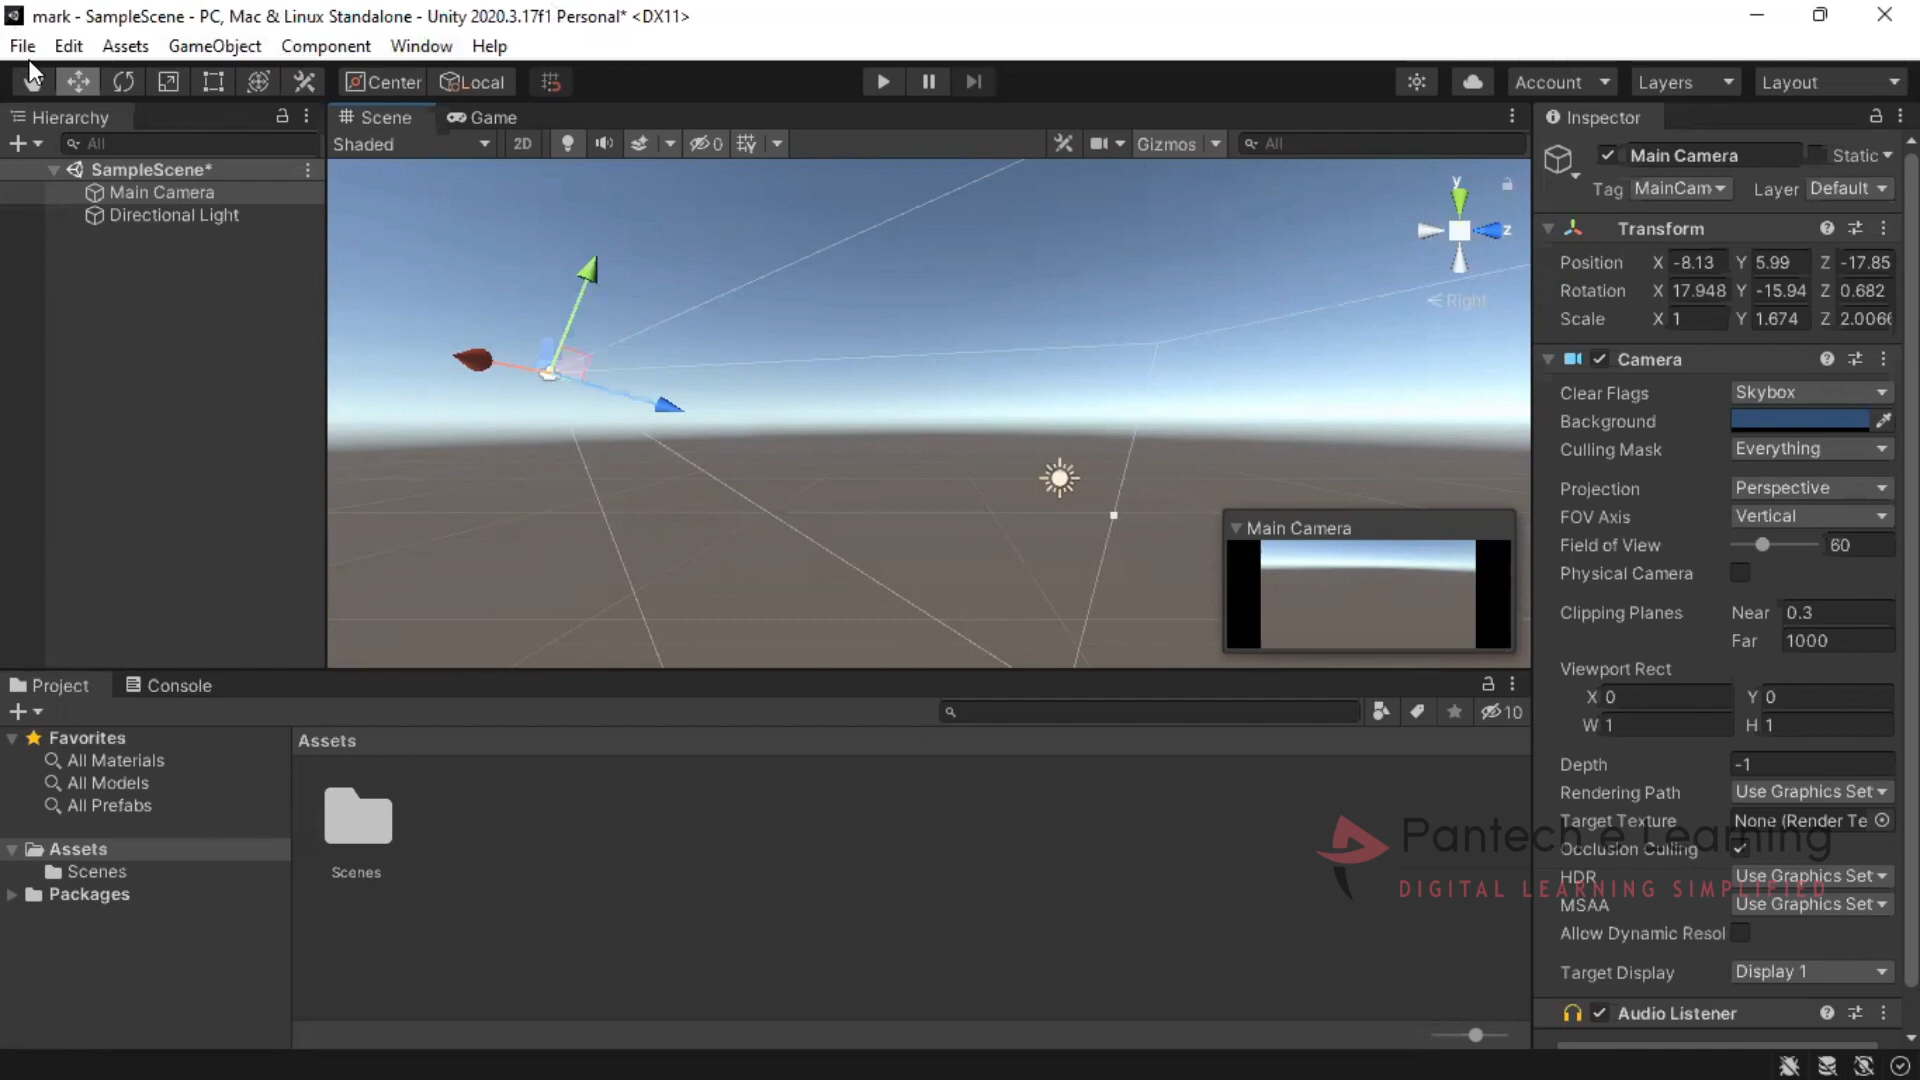 mark - SampleScene - PC, Mac & Linux Standalone - Unity 2020.3.17f1 Personal* <DX11>
File Edit Assets GameObject Component Window Help
Center Local Account Layers Layout
Hierarchy
All
SampleScene*
Main Camera
Directional Light
Scene Game
Shaded 2D 0 Gizmos All
y
z
Right
Main Camera
Inspector
Main Camera Static
Tag MainCam Layer Default
Transform
Position X -8.13 Y 5.99 Z -17.85
Rotation X 17.948 Y -15.94 Z 0.682
Scale X 1 Y 1.674 Z 2.006
Camera
Clear Flags Skybox
Background
Culling Mask Everything
Projection Perspective
FOV Axis Vertical
Field of View 60
Physical Camera
Clipping Planes Near 0.3
Far 1000
Viewport Rect
X 0 Y 0
W 1 H 1
Depth -1
Rendering Path Use Graphics Set
Target Texture None (Render Te
Occlusion Culling
HDR Use Graphics Set
MSAA Use Graphics Set
Allow Dynamic Resol
Target Display Display 1
Audio Listener
Project Console
10
Favorites
All Materials
All Models
All Prefabs
Assets
Scenes
Packages
Assets
Scenes
Pantech e Learning
DIGITAL LEARNING SIMPLIFIED